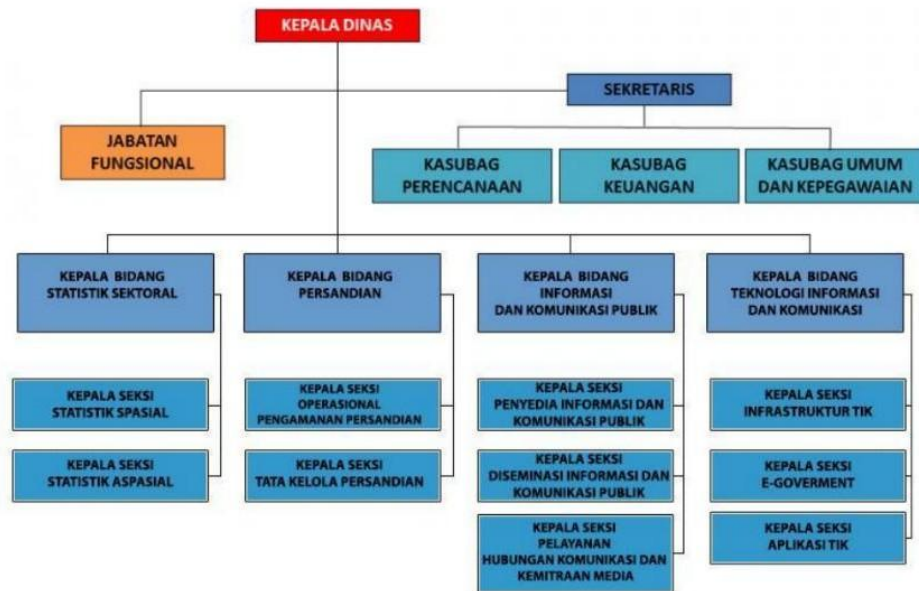 KEPALA DINAS
SEKRETARIS
JABATAN
FUNGSIONAL
KASUBAG
PERENCANAAN
KASUBAG
KEUANGAN
KASUBAG UMUM
DAN KEPEGAWAIAN
KEPALA BIDANG
STATISTIK SEKTORAL
KEPALA BIDANG
PERSANDIAN
KEPALA BIDANG
INFORMASI
DAN KOMUNIKASI PUBLIK
KEPALA BIDANG
TEKNOLOGI INFORMASI
DAN KOMUNIKASI
KEPALA SEKSI
STATISTIK SPASIAL
KEPALA SEKSI
OPERASIONAL
PENGAMANAN PERSANDIAN
KEPALA SEKSI
PENYEDIA INFORMASI DAN
KOMUNIKASI PUBLIK
KEPALA SEKSI
INFRASTRUKTUR TIK
KEPALA SEKSI
STATISTIK ASPASIAL
KEPALA SEKSI
TATA KELOLA PERSANDIAN
KEPALA SEKSI
DISEMINASI INFORMASI DAN
KOMUNIKASI PUBLIK
KEPALA SEKSI
E-GOVERMENT
KEPALA SEKSI
PELAYANAN
HUBUNGAN KOMUNIKASI DAN
KEMITRAAN MEDIA
KEPALA SEKSI
APLIKASI TIK